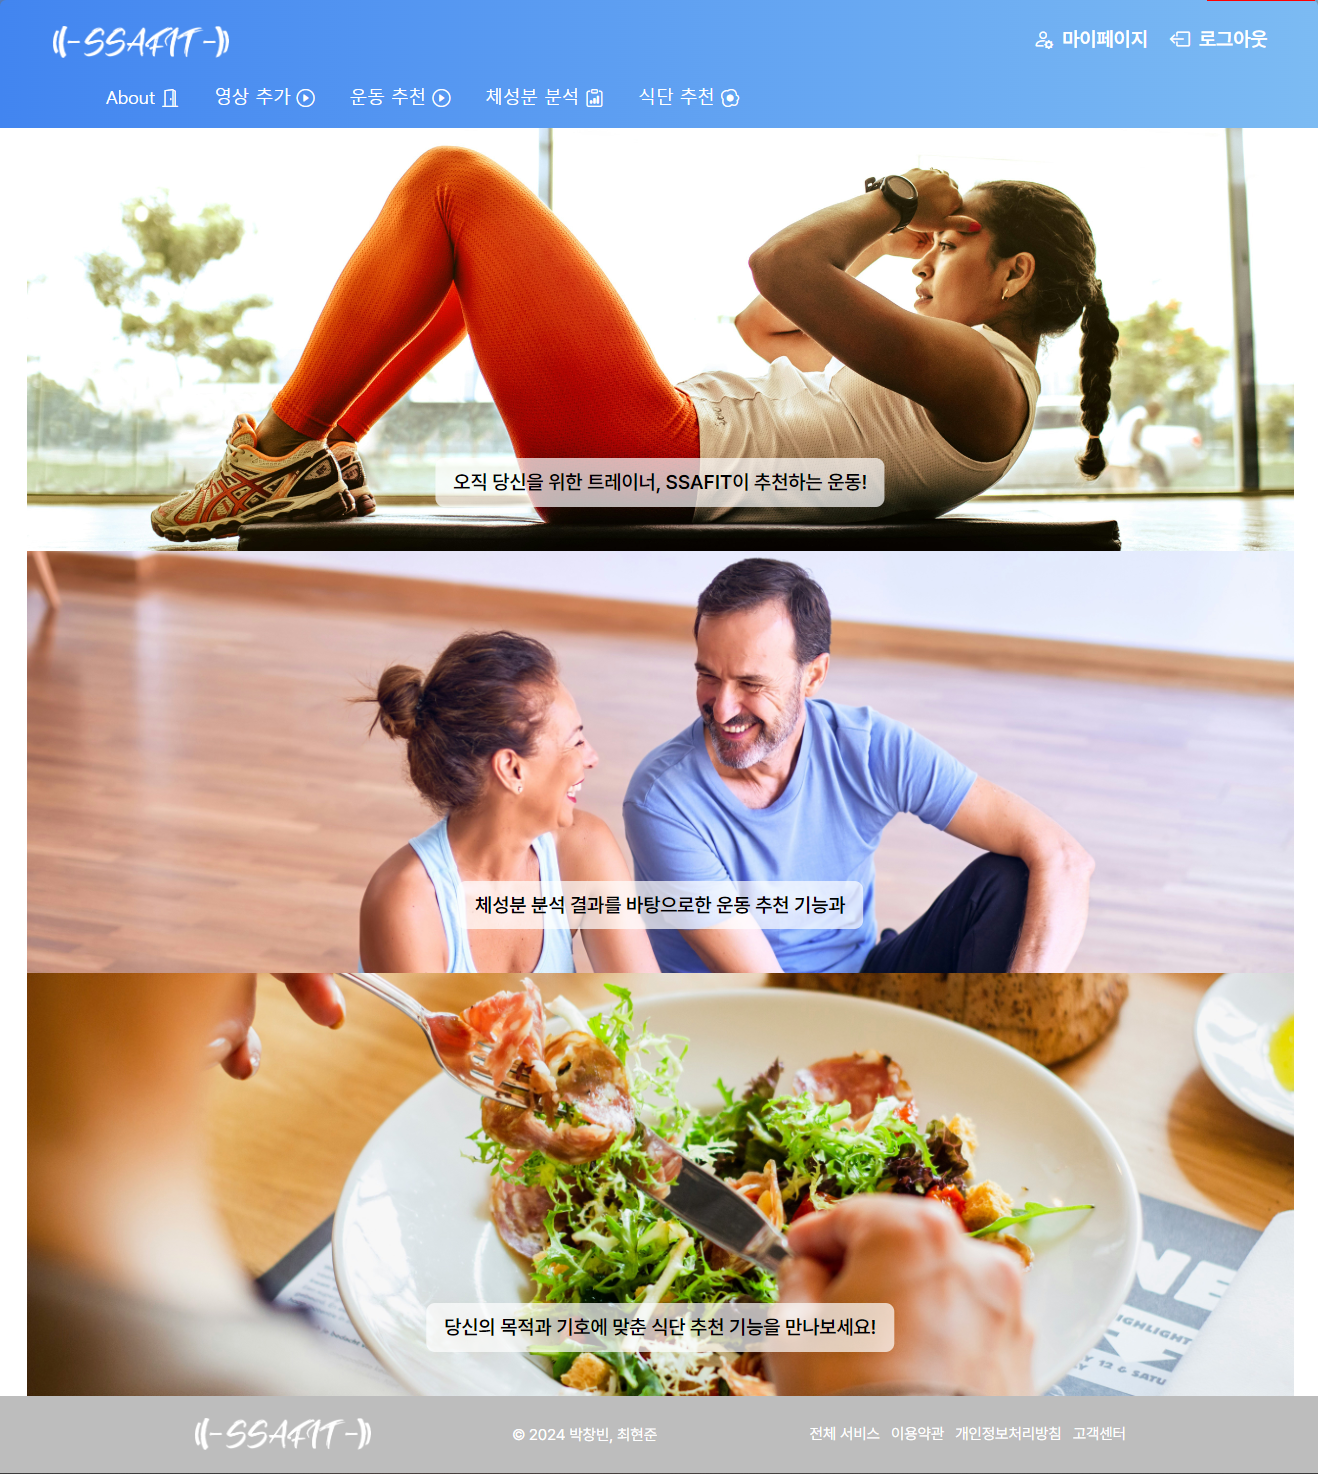 SSAFIT
마이페이지 로그아웃
About 영상 추가 운동 추천 체성분 분석 식단 추천
오직 당신을 위한 트레이너, SSAFIT이 추천하는 운동!
체성분 분석 결과를 바탕으로한 운동 추천 기능과
NE
HIGHLIGHT
12 & SATU
당신의 목적과 기호에 맞춘 식단 추천 기능을 만나보세요!
SSAFIT
© 2024 박창빈, 최현준
전체 서비스 이용약관 개인정보처리방침 고객센터